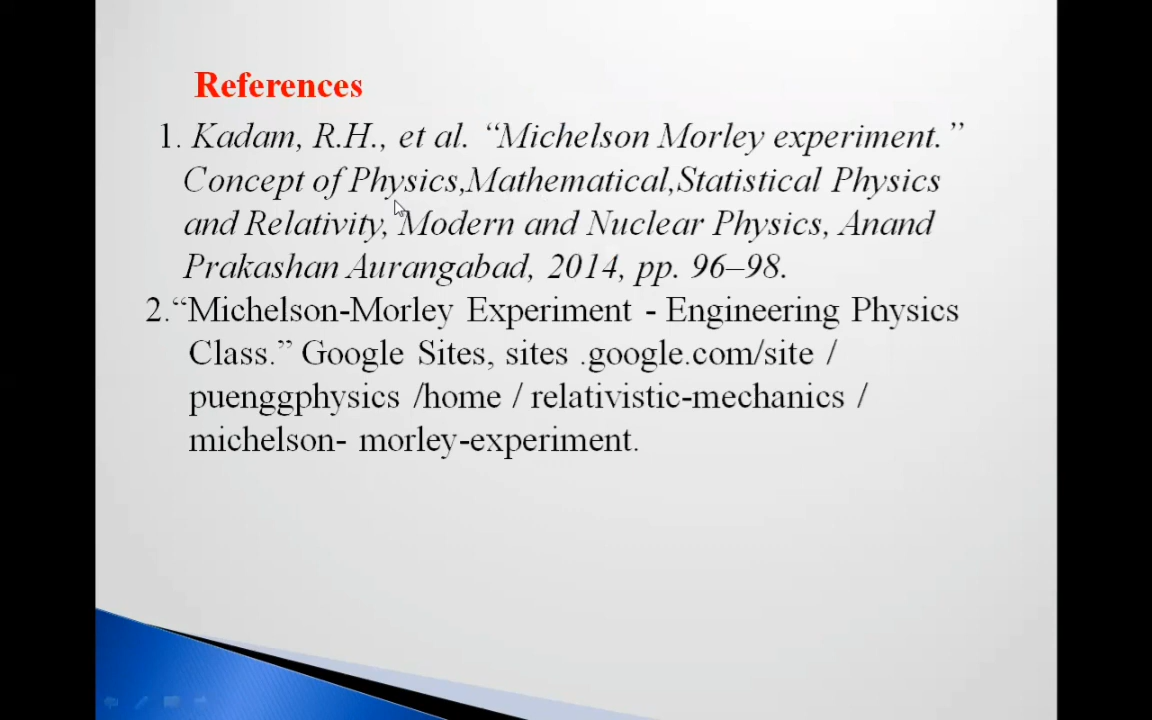 References
1. Kadam, R.H., et al. “Michelson Morley experiment.”
Concept of Physics,Mathematical,Statistical Physics
and Relativity, Modern and Nuclear Physics, Anand
Prakashan Aurangabad, 2014, pp. 96–98.
2.“Michelson-Morley Experiment - Engineering Physics
Class.” Google Sites, sites .google.com/site /
puenggphysics /home / relativistic-mechanics /
michelson- morley-experiment.